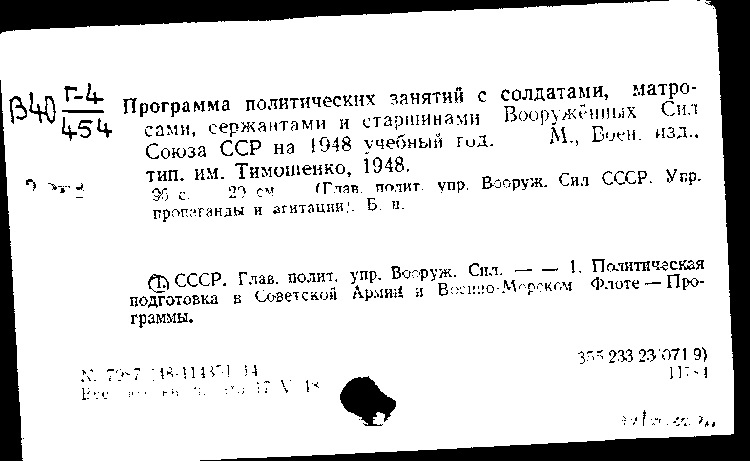 В40 Г-4
454
Программа политических занятий с солдатами, матро-
сами, сержантами и старшинами Вооружённых Сил
Союза ССР на 1948 учебный год. М., Воен. изд.,
тип. им. Тимошенко, 1948.
96 с. 20 см (Глав. полит. упр. Вооруж. Сил СССР. Упр.
пропаганды и агитации). Б. ц.
(1.) СССР. Глав. полит. упр. Вооруж. Сил. — — 1. Политическая
подготовка в Советской Армии и Военно-Морском Флоте — Про-
граммы.
355 233 23(071 9)